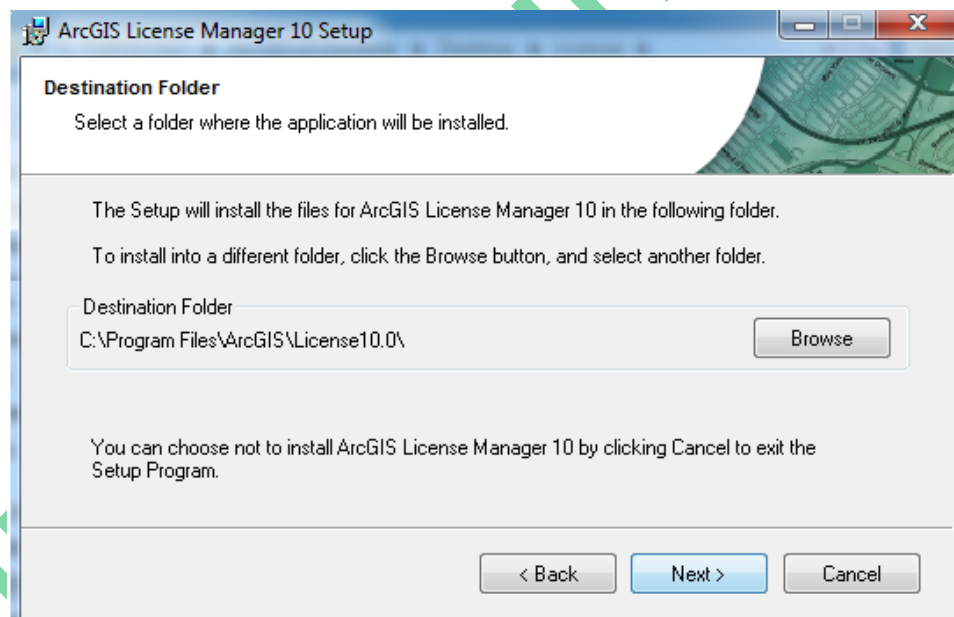 ArcGIS License Manager 10 Setup
Destination Folder
Select a folder where the application will be installed.
The Setup will install the files for ArcGIS License Manager 10 in the following folder.
To install into a different folder, click the Browse button, and select another folder.
Destination Folder
C:\Program Files\ArcGIS\License10.0\
Browse
You can choose not to install ArcGIS License Manager 10 by clicking Cancel to exit the
Setup Program.
< Back Next > Cancel